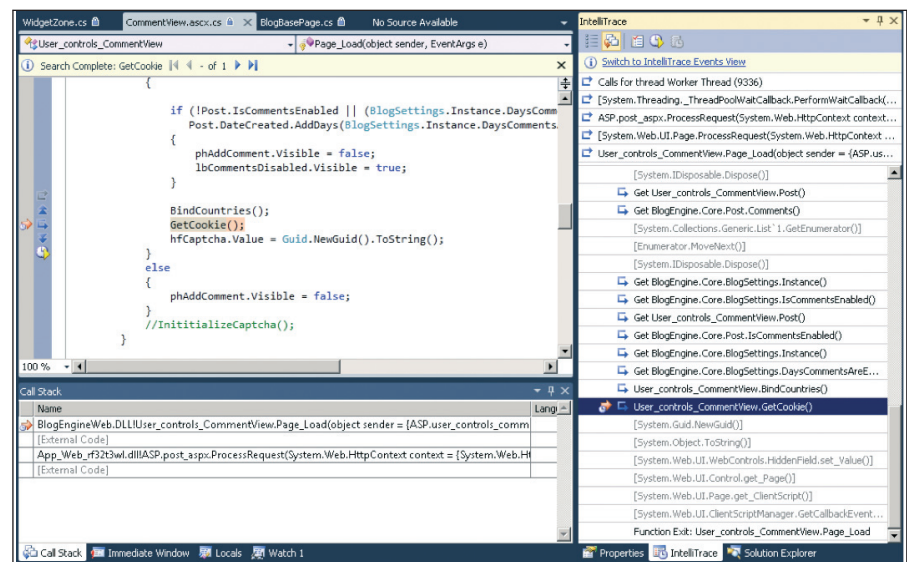 WidgetZone.cs CommentView.ascx.cs BlogBasePage.cs No Source Available
User_controls_CommentView Page_Load(object sender, EventArgs e)
Search Complete: GetCookie - of 1
{
if (!Post.IsCommentsEnabled || (BlogSettings.Instance.DaysComm
Post.DateCreated.AddDays(BlogSettings.Instance.DaysComments
{
phAddComment.Visible = false;
lbCommentsDisabled.Visible = true;
}
BindCountries();
GetCookie();
hfCaptcha.Value = Guid.NewGuid().ToString();
}
else
{
phAddComment.Visible = false;
}
//InititializeCaptcha();
}
100 %
Call Stack
Name Langu
BlogEngineWeb.DLL!User_controls_CommentView.Page_Load(object sender = {ASP.user_controls_comm
[External Code]
App_Web_rf32t3wl.dll!ASP.post_aspx.ProcessRequest(System.Web.HttpContext context = {System.Web.Ht
[External Code]
Call Stack Immediate Window Locals Watch 1
IntelliTrace
Switch to IntelliTrace Events View
Calls for thread Worker Thread (9336)
[System.Threading._ThreadPoolWaitCallback.PerformWaitCallback(...
ASP.post_aspx.ProcessRequest(System.Web.HttpContext context...
[System.Web.UI.Page.ProcessRequest(System.Web.HttpContext ...
User_controls_CommentView.Page_Load(object sender = {ASP.us...
[System.IDisposable.Dispose()]
Get User_controls_CommentView.Post()
Get BlogEngine.Core.Post.Comments()
[System.Collections.Generic.List`1.GetEnumerator()]
[Enumerator.MoveNext()]
[System.IDisposable.Dispose()]
Get BlogEngine.Core.BlogSettings.Instance()
Get BlogEngine.Core.BlogSettings.IsCommentsEnabled()
Get User_controls_CommentView.Post()
Get BlogEngine.Core.Post.IsCommentsEnabled()
Get BlogEngine.Core.BlogSettings.Instance()
Get BlogEngine.Core.BlogSettings.DaysCommentsAreE...
User_controls_CommentView.BindCountries()
User_controls_CommentView.GetCookie()
[System.Guid.NewGuid()]
[System.Object.ToString()]
[System.Web.UI.WebControls.HiddenField.set_Value()]
[System.Web.UI.Control.get_Page()]
[System.Web.UI.Page.get_ClientScript()]
[System.Web.UI.ClientScriptManager.GetCallbackEvent...
Function Exit: User_controls_CommentView.Page_Load
Properties IntelliTrace Solution Explorer